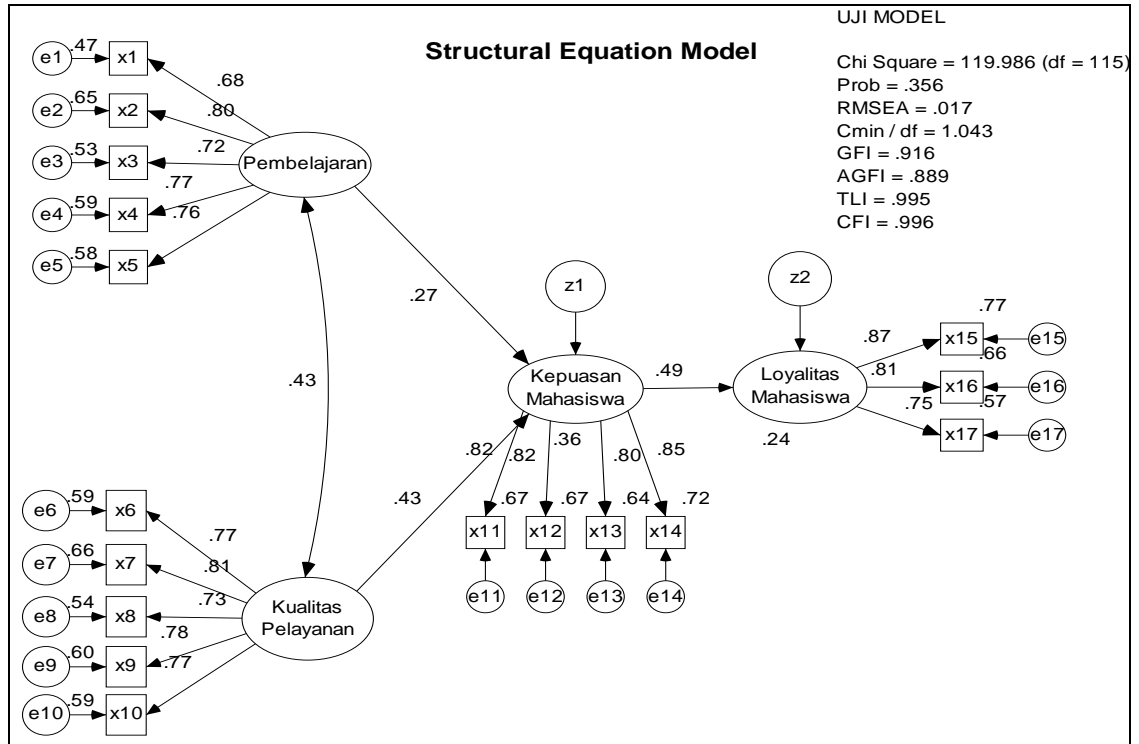 UJI MODEL
Structural Equation Model
Chi Square = 119.986 (df = 115)
Prob = .356
RMSEA = .017
Cmin / df = 1.043
GFI = .916
AGFI = .889
TLI = .995
CFI = .996
e1
.47
x1
.68
e2
.65
x2
.80
e3
.53
x3
.72
Pembelajaran
e4
.59
x4
.77
e5
.58
x5
.76
.27
.43
z1
z2
Kepuasan
Mahasiswa
.49
Loyalitas
Mahasiswa
.24
.87
x15
.77
e15
.81
x16
.66
e16
.75
x17
.57
e17
.82
.82
.36
.80
.85
.67
.67
.64
.72
x11
x12
x13
x14
e11
e12
e13
e14
.43
e6
.59
x6
.77
e7
.66
x7
.81
e8
.54
x8
.73
Kualitas
Pelayanan
e9
.60
x9
.78
e10
.59
x10
.77